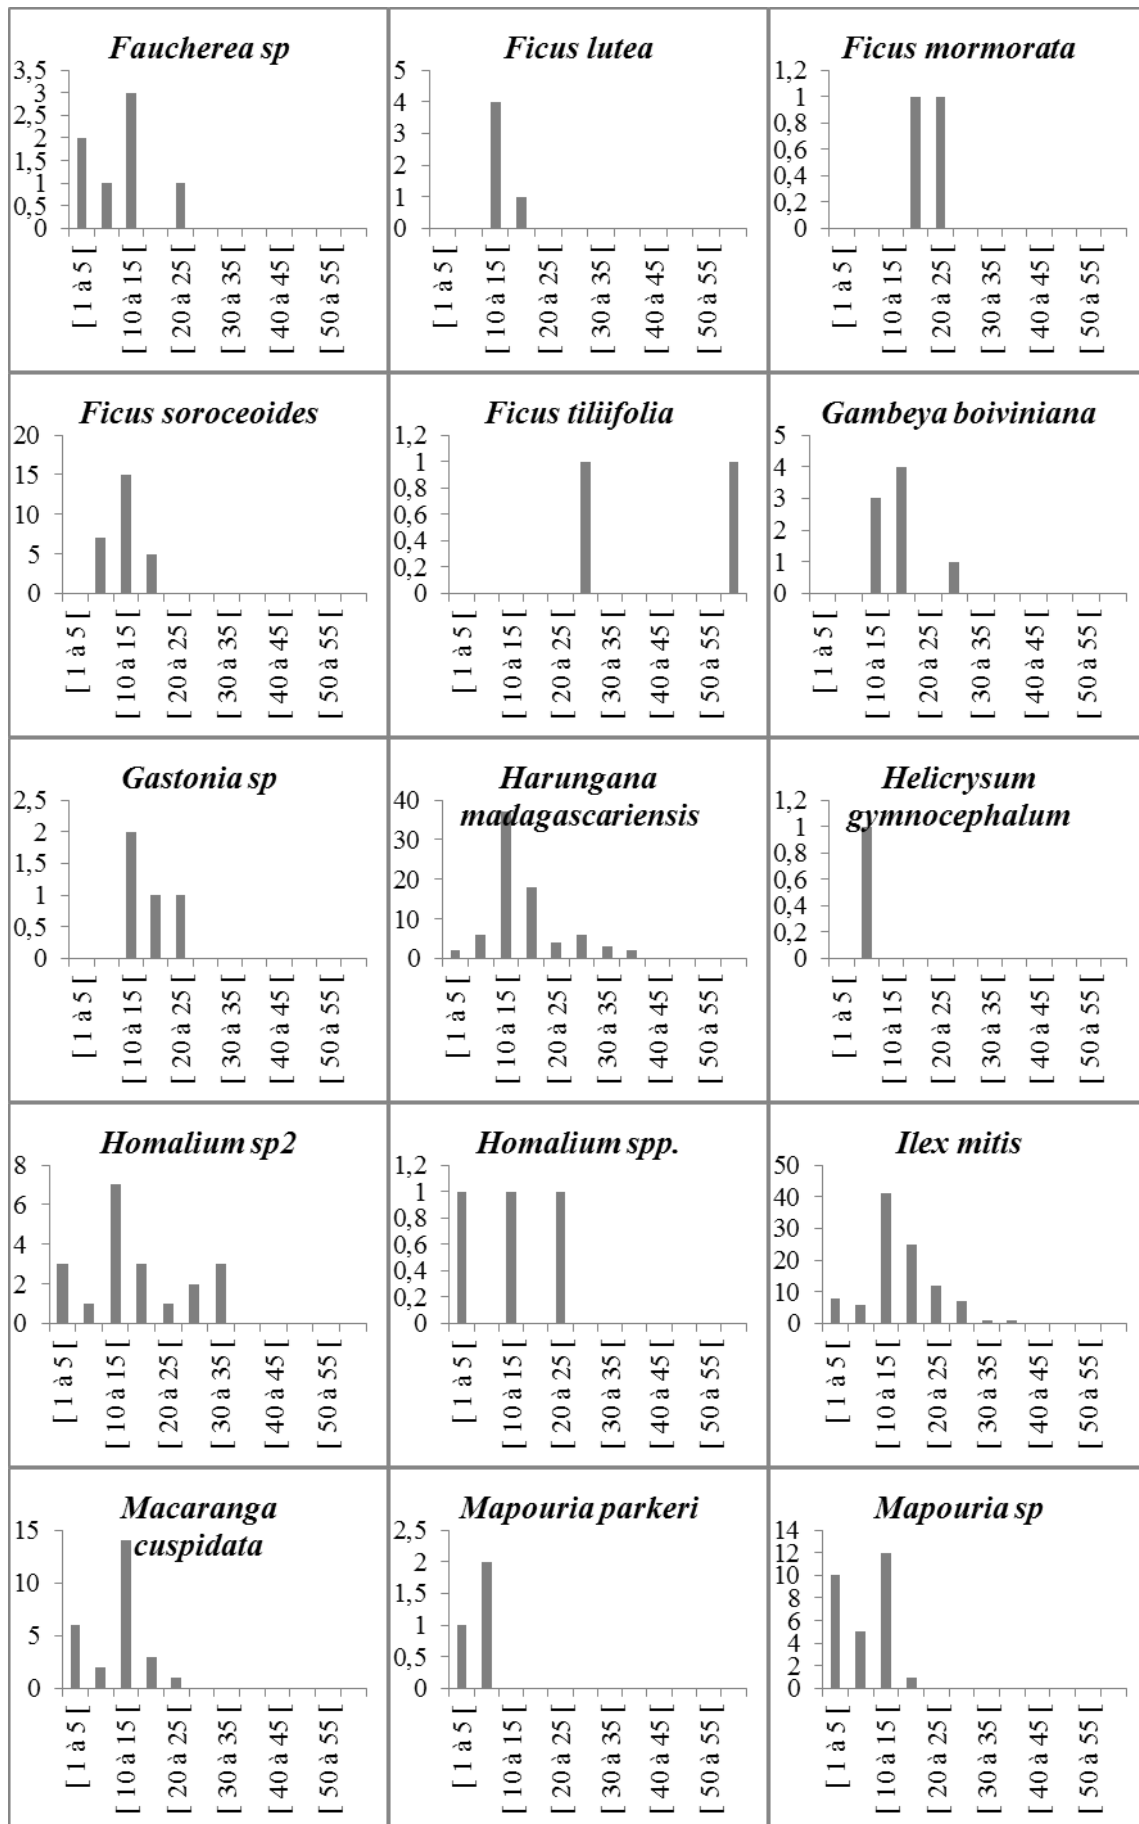 Faucherea sp
3,5
3
2,5
2
1,5
1
0,5
0
[ 1 à 5 [
[ 10 à 15 [
[ 20 à 25 [
[ 30 à 35 [
[ 40 à 45 [
[ 50 à 55 [
Ficus lutea
5
4
3
2
1
0
[ 1 à 5 [
[ 10 à 15 [
[ 20 à 25 [
[ 30 à 35 [
[ 40 à 45 [
[ 50 à 55 [
Ficus mormorata
1,2
1
0,8
0,6
0,4
0,2
0
[ 1 à 5 [
[ 10 à 15 [
[ 20 à 25 [
[ 30 à 35 [
[ 40 à 45 [
[ 50 à 55 [
Ficus soroceoides
20
15
10
5
0
[ 1 à 5 [
[ 10 à 15 [
[ 20 à 25 [
[ 30 à 35 [
[ 40 à 45 [
[ 50 à 55 [
Ficus tiliifolia
1,2
1
0,8
0,6
0,4
0,2
0
[ 1 à 5 [
[ 10 à 15 [
[ 20 à 25 [
[ 30 à 35 [
[ 40 à 45 [
[ 50 à 55 [
Gambeya boiviniana
5
4
3
2
1
0
[ 1 à 5 [
[ 10 à 15 [
[ 20 à 25 [
[ 30 à 35 [
[ 40 à 45 [
[ 50 à 55 [
Gastonia sp
2,5
2
1,5
1
0,5
0
[ 1 à 5 [
[ 10 à 15 [
[ 20 à 25 [
[ 30 à 35 [
[ 40 à 45 [
[ 50 à 55 [
Harungana
madagascariensis
40
30
20
10
0
[ 1 à 5 [
[ 10 à 15 [
[ 20 à 25 [
[ 30 à 35 [
[ 40 à 45 [
[ 50 à 55 [
Helicrysum
gymnocephalum
1,2
1
0,8
0,6
0,4
0,2
0
[ 1 à 5 [
[ 10 à 15 [
[ 20 à 25 [
[ 30 à 35 [
[ 40 à 45 [
[ 50 à 55 [
Homalium sp2
8
6
4
2
0
[ 1 à 5 [
[ 10 à 15 [
[ 20 à 25 [
[ 30 à 35 [
[ 40 à 45 [
[ 50 à 55 [
Homalium spp.
1,2
1
0,8
0,6
0,4
0,2
0
[ 1 à 5 [
[ 10 à 15 [
[ 20 à 25 [
[ 30 à 35 [
[ 40 à 45 [
[ 50 à 55 [
Ilex mitis
50
40
30
20
10
0
[ 1 à 5 [
[ 10 à 15 [
[ 20 à 25 [
[ 30 à 35 [
[ 40 à 45 [
[ 50 à 55 [
Macaranga
cuspidata
15
10
5
0
[ 1 à 5 [
[ 10 à 15 [
[ 20 à 25 [
[ 30 à 35 [
[ 40 à 45 [
[ 50 à 55 [
Mapouria parkeri
2,5
2
1,5
1
0,5
0
[ 1 à 5 [
[ 10 à 15 [
[ 20 à 25 [
[ 30 à 35 [
[ 40 à 45 [
[ 50 à 55 [
Mapouria sp
14
12
10
8
6
4
2
0
[ 1 à 5 [
[ 10 à 15 [
[ 20 à 25 [
[ 30 à 35 [
[ 40 à 45 [
[ 50 à 55 [